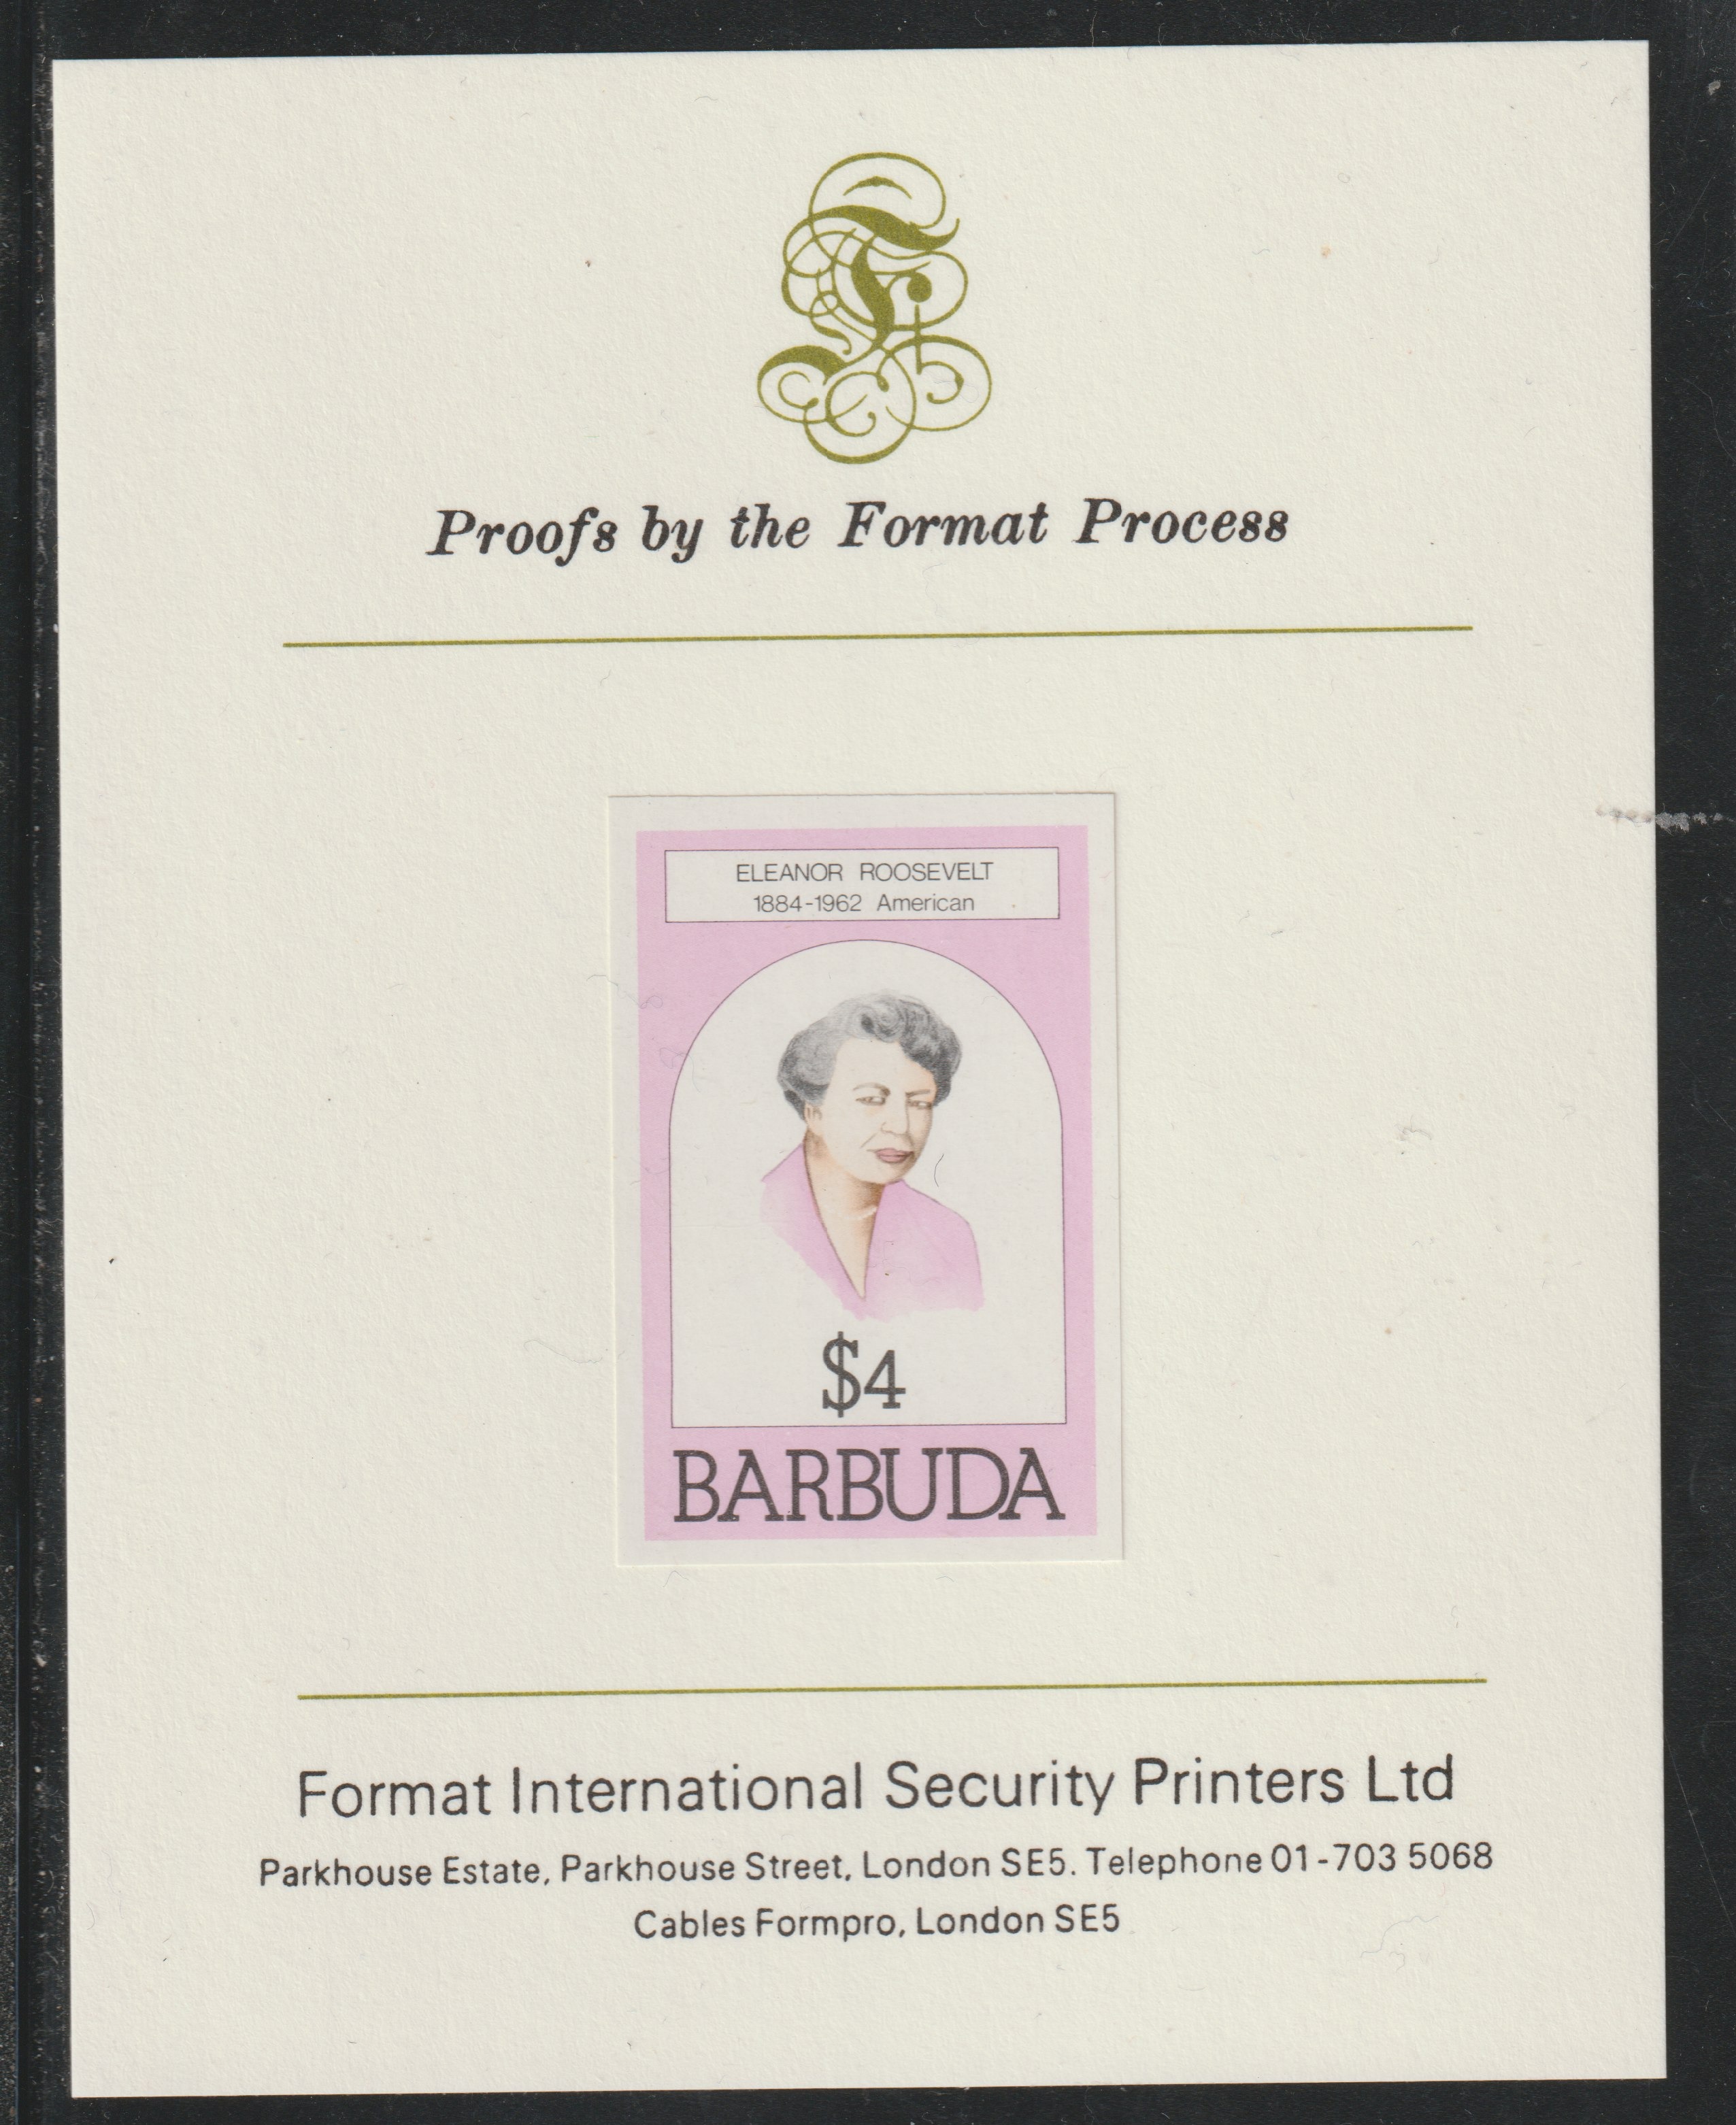 Proofs by the Format Process
ELEANOR ROOSEVELT
1884-1962 American
$4
BARBUDA
Format International Security Printers Ltd
Parkhouse Estate, Parkhouse Street, London SE5. Telephone 01-703 5068
Cables Formpro, London SE5